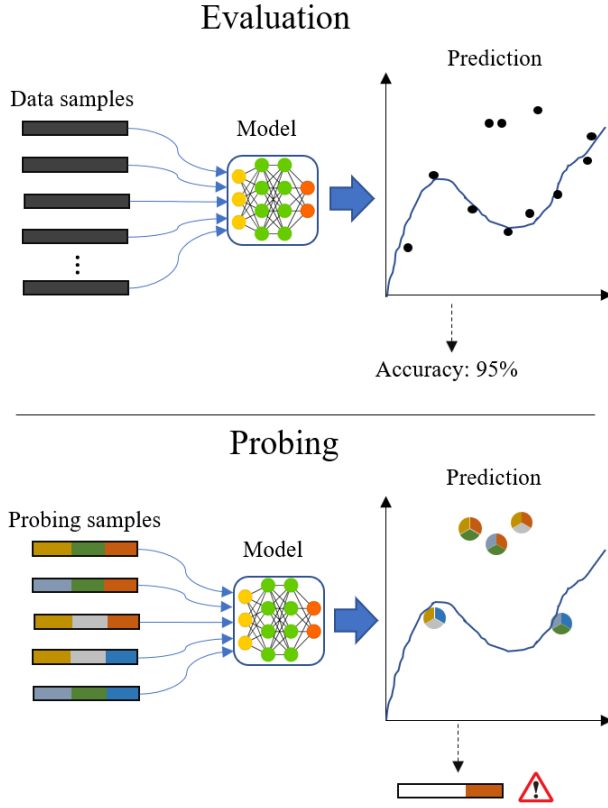 Evaluation
Prediction
Data samples
Model
Accuracy: 95%
Probing
Prediction
Probing samples
Model
!